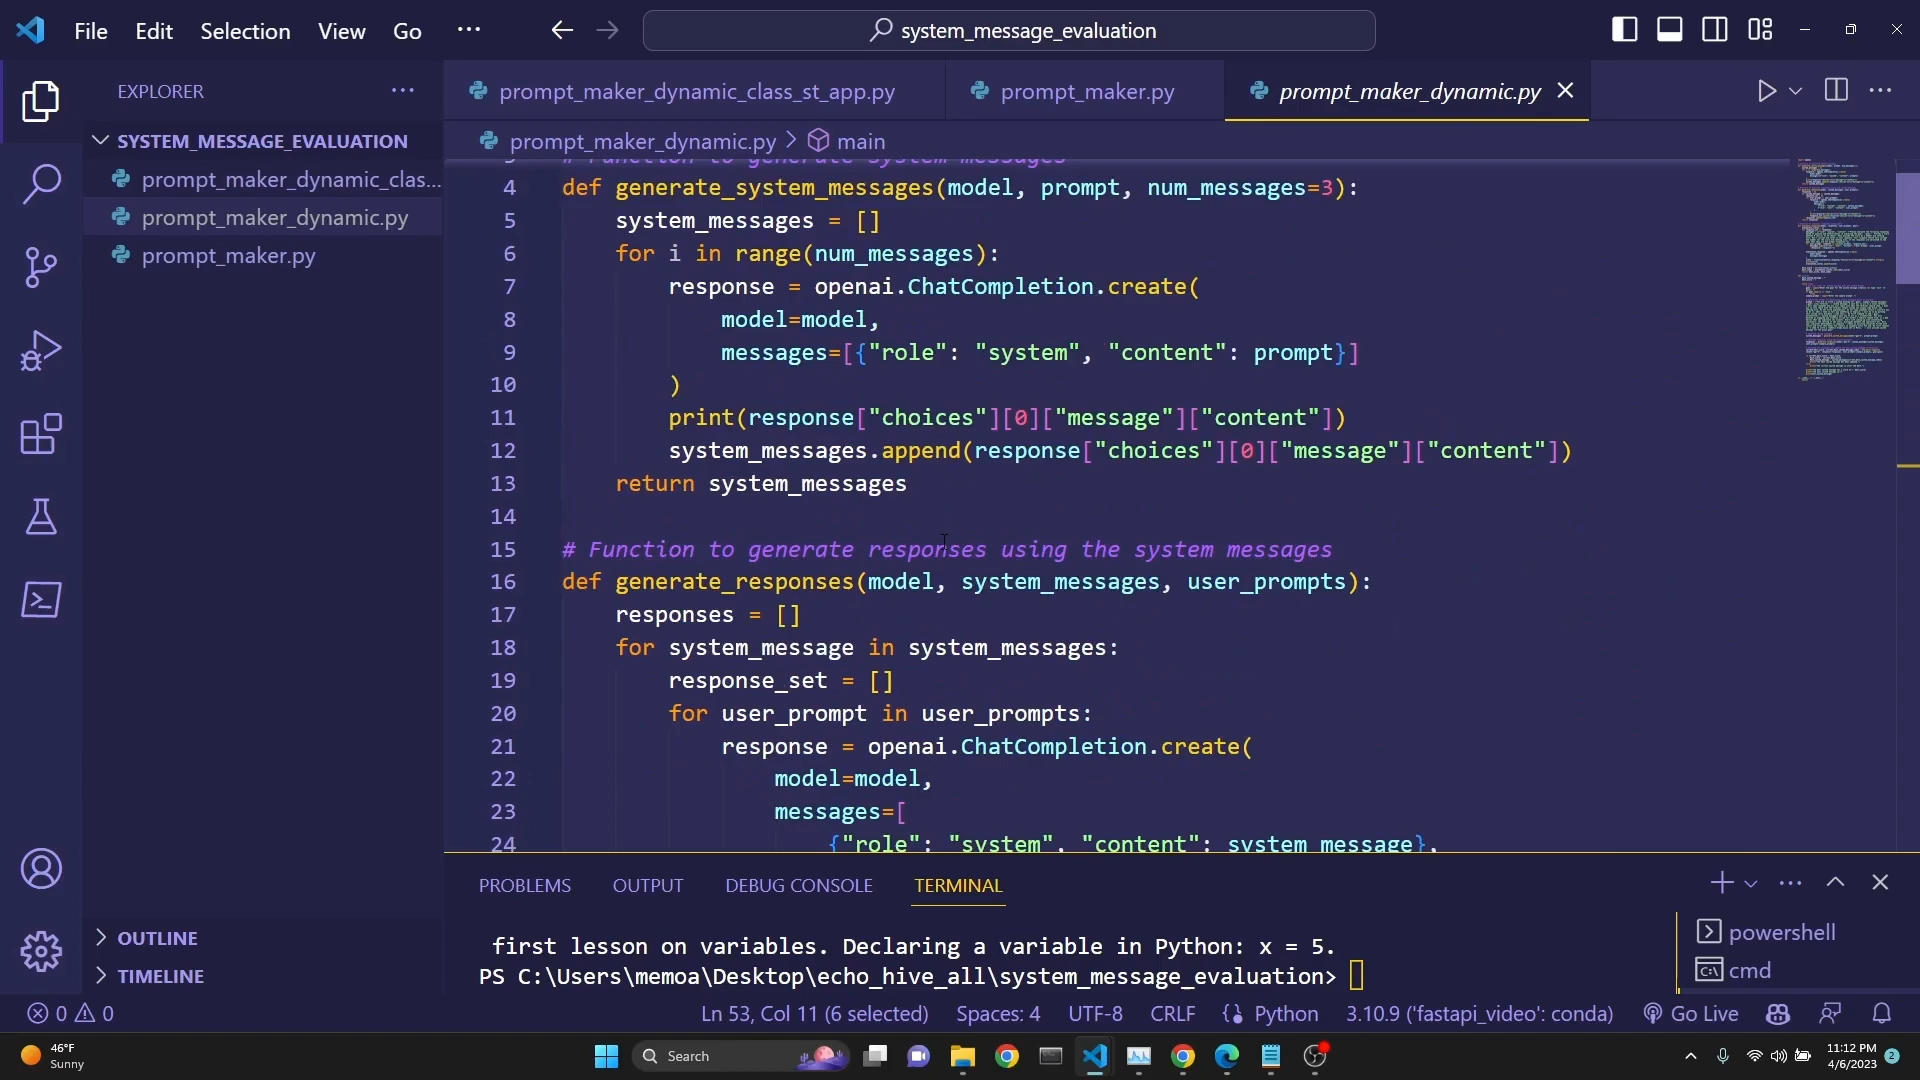 File Edit Selection View Go ··· system_message_evaluation
EXPLORER ···
prompt_maker_dynamic_class_st_app.py prompt_maker.py prompt_maker_dynamic.py
SYSTEM_MESSAGE_EVALUATION
prompt_maker_dynamic_clas...
prompt_maker_dynamic.py
prompt_maker.py
prompt_maker_dynamic.py > main
3 # Function to generate system messages
4 def generate_system_messages(model, prompt, num_messages=3):
5 system_messages = []
6 for i in range(num_messages):
7 response = openai.ChatCompletion.create(
8 model=model,
9 messages=[{"role": "system", "content": prompt}]
10 )
11 print(response["choices"][0]["message"]["content"])
12 system_messages.append(response["choices"][0]["message"]["content"])
13 return system_messages
14
15 # Function to generate responses using the system messages
16 def generate_responses(model, system_messages, user_prompts):
17 responses = []
18 for system_message in system_messages:
19 response_set = []
20 for user_prompt in user_prompts:
21 response = openai.ChatCompletion.create(
22 model=model,
23 messages=[
24 {"role": "system", "content": system_message},
PROBLEMS OUTPUT DEBUG CONSOLE TERMINAL
first lesson on variables. Declaring a variable in Python: x = 5.
PS C:\Users\memoa\Desktop\echo_hive_all\system_message_evaluation>
powershell
cmd
OUTLINE
TIMELINE
0 0 Ln 53, Col 11 (6 selected) Spaces: 4 UTF-8 CRLF Python 3.10.9 ('fastapi_video': conda) Go Live
46°F
Sunny
Search
11:12 PM
4/6/2023
2